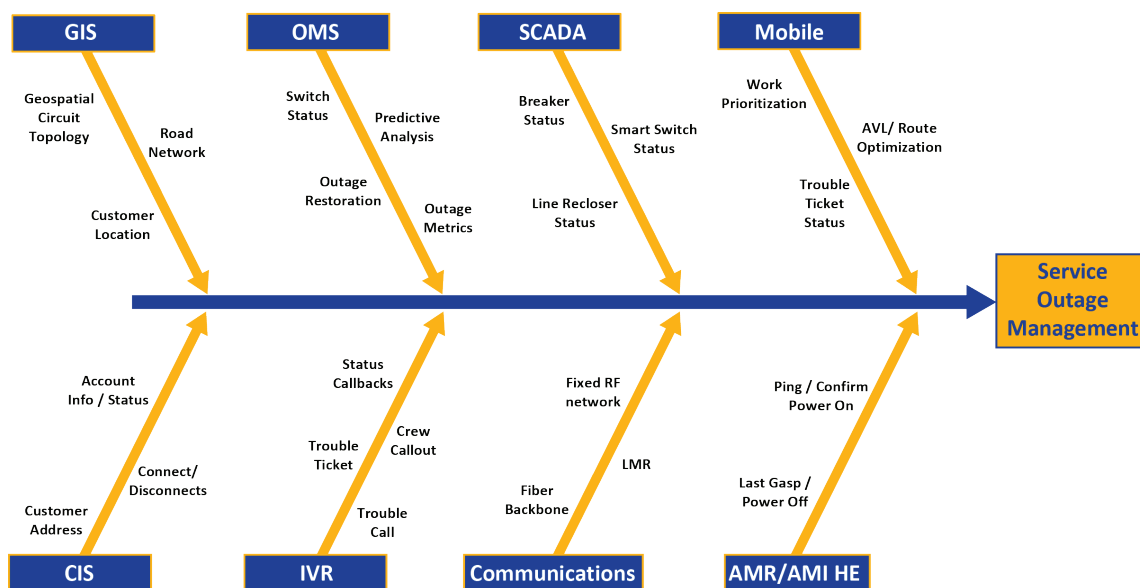 GIS
OMS
SCADA
Mobile
Geospatial
Circuit
Topology
Road
Network
Customer
Location
Switch
Status
Predictive
Analysis
Outage
Restoration
Outage
Metrics
Breaker
Status
Smart Switch
Status
Line Recloser
Status
Work
Prioritization
AVL/ Route
Optimization
Trouble
Ticket
Status
Service
Outage
Management
Account
Info / Status
Connect/
Disconnects
Customer
Address
Status
Callbacks
Crew
Callout
Trouble
Ticket
Trouble
Call
Fixed RF
network
LMR
Fiber
Backbone
Ping / Confirm
Power On
Last Gasp /
Power Off
CIS
IVR
Communications
AMR/AMI HE